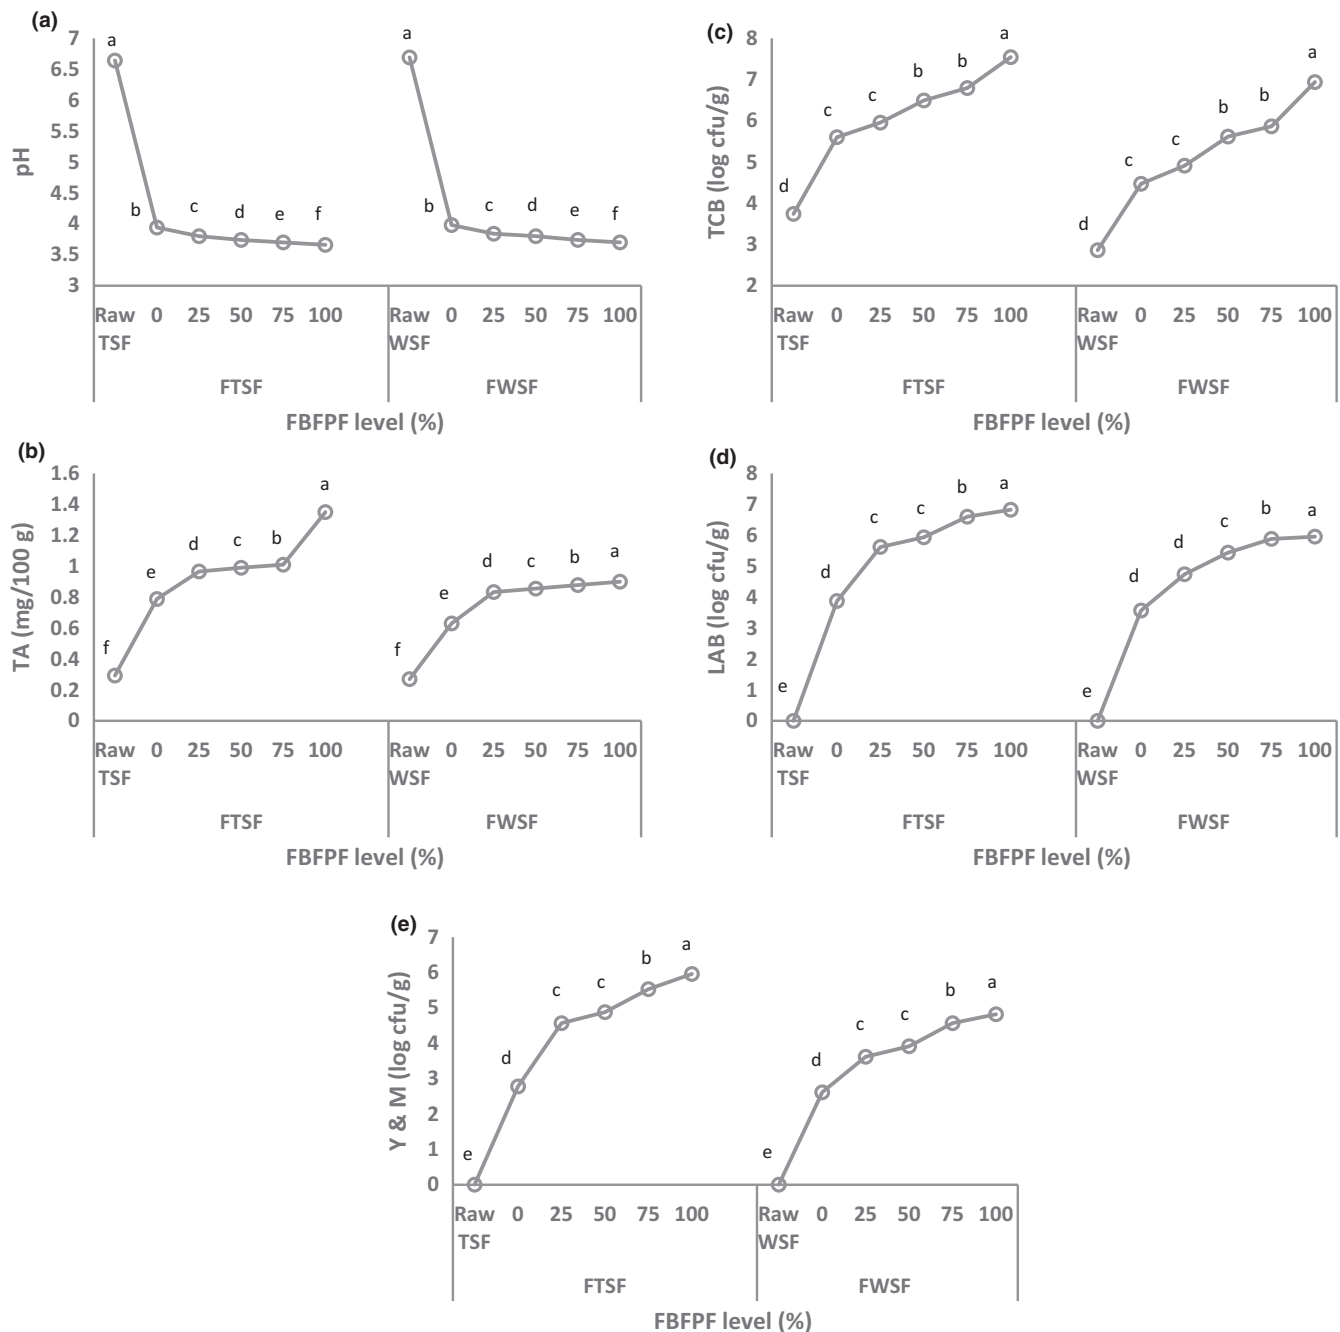 (a)
a
a
7
6.5
6
5.5
5
4.5
4
3.5
3
pH
b c d e f
b c d e f
Raw 0 25 50 75 100 Raw 0 25 50 75 100
TSF WSF
FTSF FWSF
FBFPF level (%)
(c)
8
7
6
5
4
3
2
TCB (log cfu/g)
d c c b b a
d c c b b a
Raw 0 25 50 75 100 Raw 0 25 50 75 100
TSF WSF
FTSF FWSF
FBFPF level (%)
(b)
1.6
1.4
1.2
1
0.8
0.6
0.4
0.2
0
TA (mg/100 g)
f e d c b a
f e d c b a
Raw 0 25 50 75 100 Raw 0 25 50 75 100
TSF WSF
FTSF FWSF
FBFPF level (%)
(d)
8
7
6
5
4
3
2
1
0
LAB (log cfu/g)
e d c c b a
e d d c b a
Raw 0 25 50 75 100 Raw 0 25 50 75 100
TSF WSF
FTSF FWSF
FBFPF level (%)
(e)
7
6
5
4
3
2
1
0
Y & M (log cfu/g)
e d c c b a
e d c c b a
Raw 0 25 50 75 100 Raw 0 25 50 75 100
TSF WSF
FTSF FWSF
FBFPF level (%)